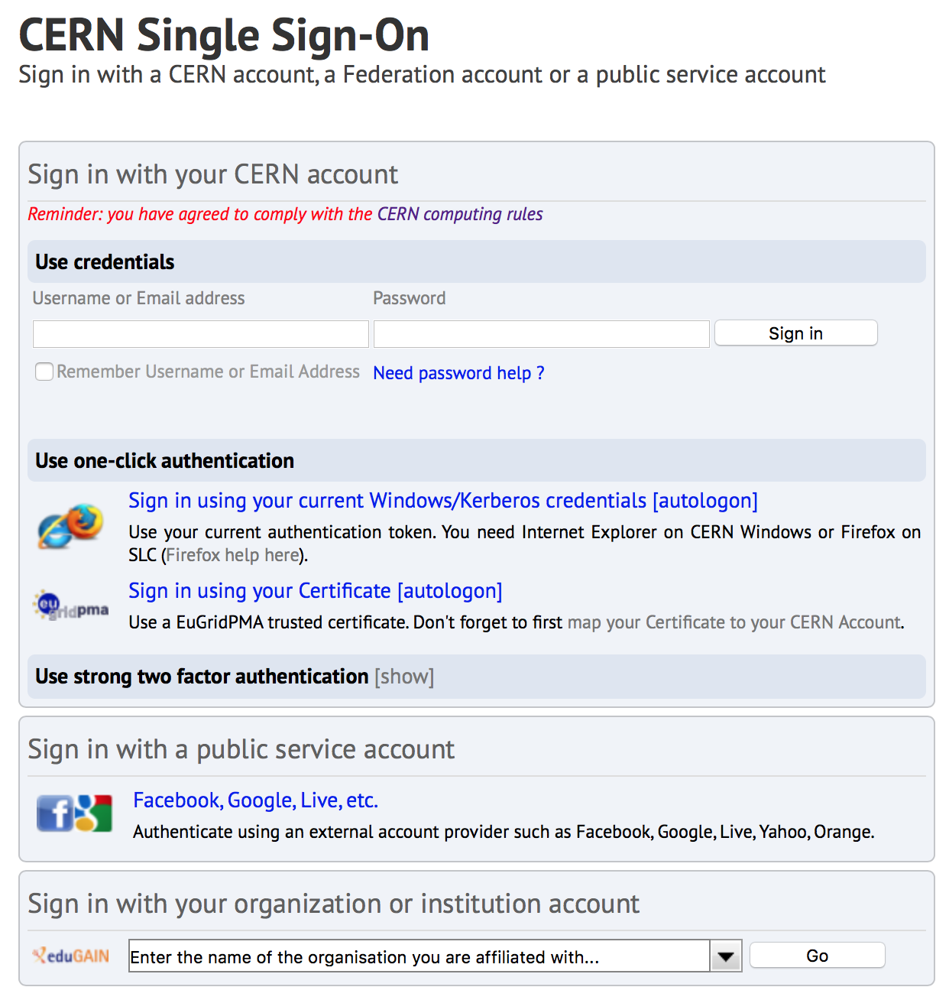 CERN Single Sign-On
Sign in with a CERN account, a Federation account or a public service account
Sign in with your CERN account
Reminder: you have agreed to comply with the CERN computing rules
Use credentials
Username or Email address Password
Sign in
Remember Username or Email Address Need password help ?
Use one-click authentication
Sign in using your current Windows/Kerberos credentials [autologon]
Use your current authentication token. You need Internet Explorer on CERN Windows or Firefox on
SLC (Firefox help here).
eugridpma
Sign in using your Certificate [autologon]
Use a EuGridPMA trusted certificate. Don't forget to first map your Certificate to your CERN Account.
Use strong two factor authentication [show]
Sign in with a public service account
f g
Facebook, Google, Live, etc.
Authenticate using an external account provider such as Facebook, Google, Live, Yahoo, Orange.
Sign in with your organization or institution account
eduGAIN Enter the name of the organisation you are affiliated with... Go